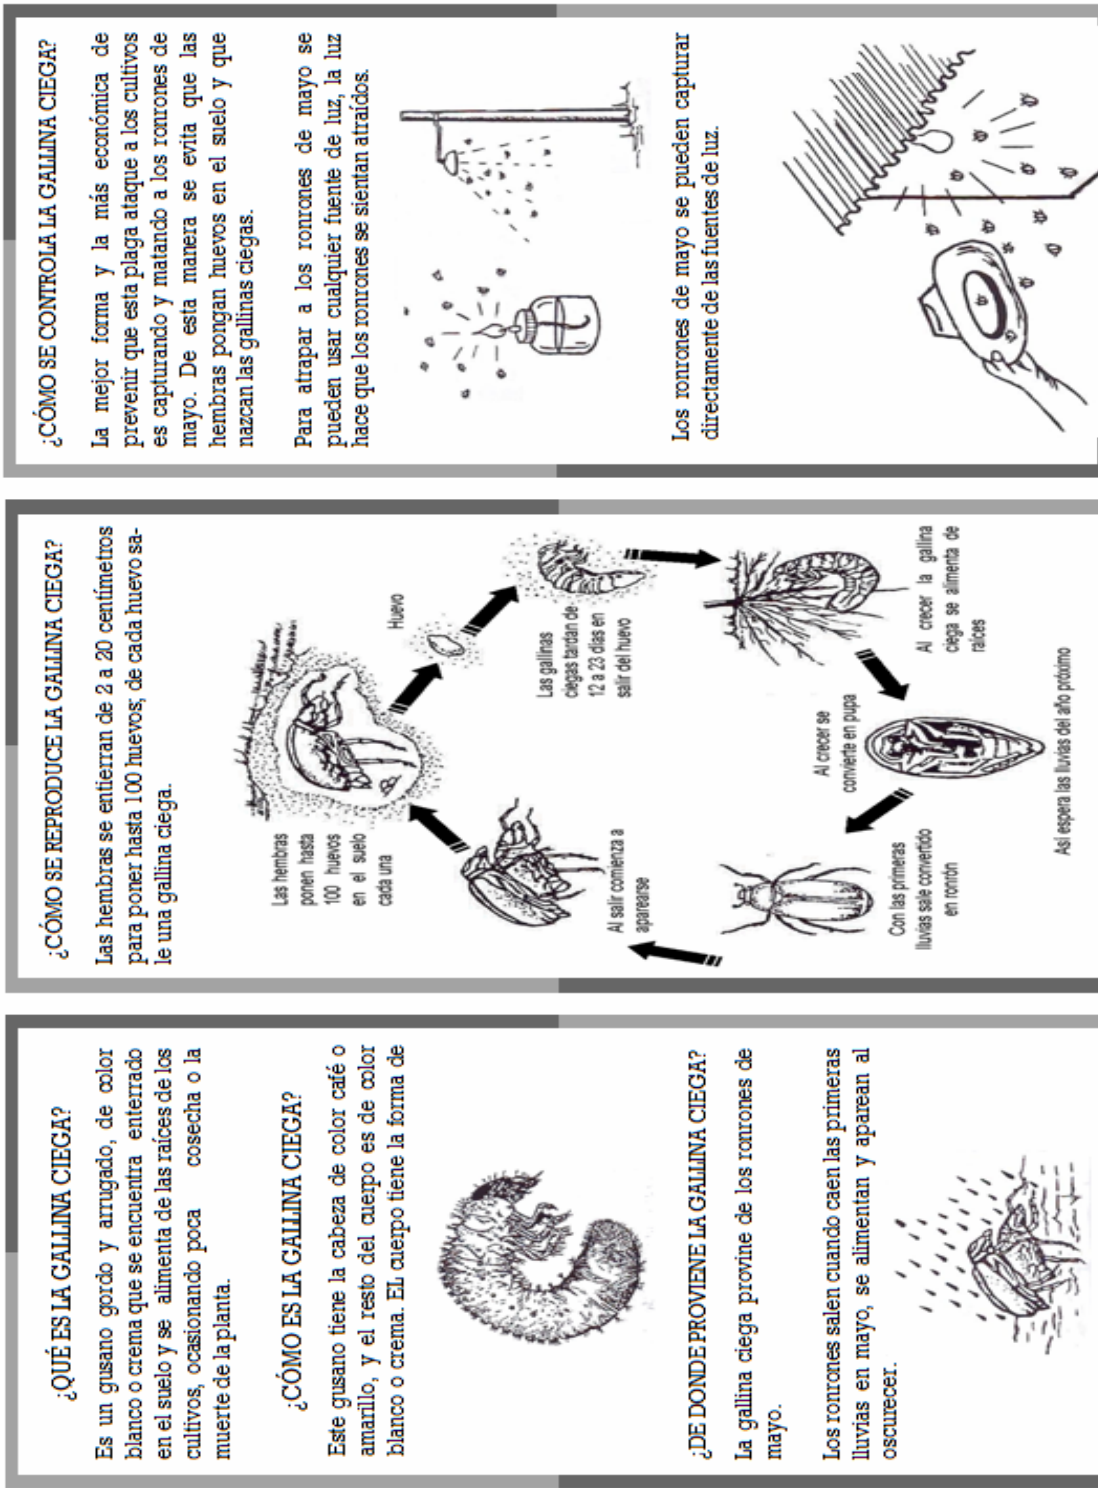 ¿QUÉ ES LA GALLINA CIEGA?
Es un gusano gordo y arrugado, de color
blanco o crema que se encuentra enterrado
en el suelo y se alimenta de las raíces de los
cultivos, ocasionando poca cosecha o la
muerte de la planta.
¿CÓMO ES LA GALLINA CIEGA?
Este gusano tiene la cabeza de color café o
amarillo, y el resto del cuerpo es de color
blanco o crema. EL cuerpo tiene la forma de
¿DE DONDE PROVIENE LA GALLINA CIEGA?
La gallina ciega provine de los ronrones de
mayo.
Los ronrones salen cuando caen las primeras
lluvias en mayo, se alimentan y aparean al
oscurecer.
¿CÓMO SE REPRODUCE LA GALLINA CIEGA?
Las hembras se entierran de 2 a 20 centímetros
para poner hasta 100 huevos; de cada huevo sa-
le una gallina ciega.
Las hembras
ponen hasta
100 huevos
en el suelo
cada una
Huevo
Las gallinas
ciegas tardan de
12 a 23 días en
salir del huevo
Al crecer la gallina
ciega se alimenta de
raíces
Al crecer se
convierte en pupa
Así espera las lluvias del año próximo
Con las primeras
lluvias sale convertido
en ronrón
Al salir comienza a
aparearse
¿CÓMO SE CONTROLA LA GALLINA CIEGA?
La mejor forma y la más económica de
prevenir que esta plaga ataque a los cultivos
es capturando y matando a los ronrones de
mayo. De esta manera se evita que las
hembras pongan huevos en el suelo y que
nazcan las gallinas ciegas.
Para atrapar a los ronrones de mayo se
pueden usar cualquier fuente de luz, la luz
hace que los ronrones se sientan atraídos.
Los ronrones de mayo se pueden capturar
directamente de las fuentes de luz.